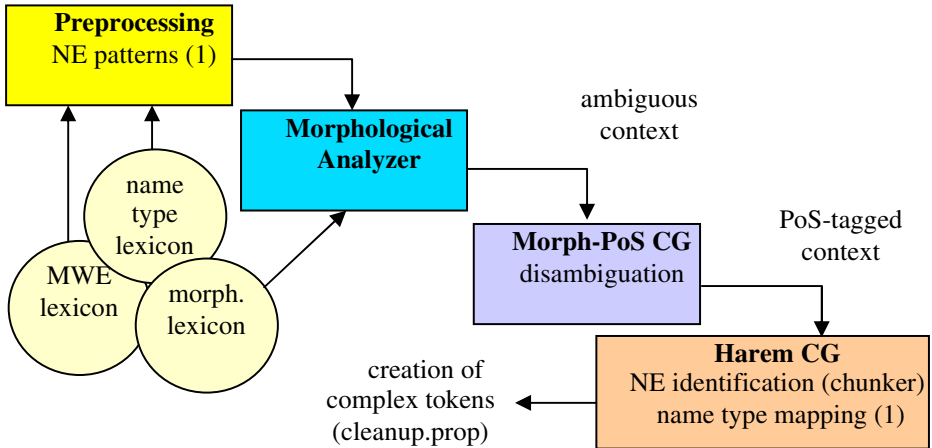 Preprocessing
NE patterns (1)
Morphological
Analyzer
ambiguous
context
name
type
lexicon
MWE
lexicon
morph.
lexicon
Morph-PoS CG
disambiguation
PoS-tagged
context
Harem CG
NE identification (chunker)
name type mapping (1)
creation of
complex tokens
(cleanup.prop)